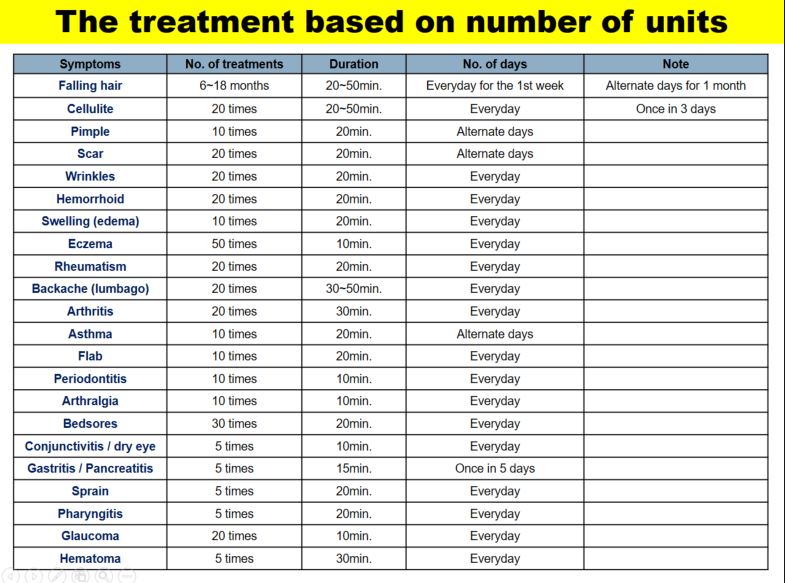 The treatment based on number of units
Symptoms No. of treatments Duration No. of days Note
Falling hair 6~18 months 20~50min. Everyday for the 1st week Alternate days for 1 month
Cellulite 20 times 20~50min. Everyday Once in 3 days
Pimple 10 times 20min. Alternate days
Scar 20 times 20min. Alternate days
Wrinkles 20 times 20min. Everyday
Hemorrhoid 20 times 20min. Everyday
Swelling (edema) 10 times 20min. Everyday
Eczema 50 times 10min. Everyday
Rheumatism 20 times 20min. Everyday
Backache (lumbago) 20 times 30~50min. Everyday
Arthritis 20 times 30min. Everyday
Asthma 10 times 20min. Alternate days
Flab 10 times 20min. Everyday
Periodontitis 10 times 10min. Everyday
Arthralgia 10 times 10min. Everyday
Bedsores 30 times 20min. Everyday
Conjunctivitis / dry eye 5 times 10min. Everyday
Gastritis / Pancreatitis 5 times 15min. Once in 5 days
Sprain 5 times 20min. Everyday
Pharyngitis 5 times 20min. Everyday
Glaucoma 20 times 10min. Everyday
Hematoma 5 times 30min. Everyday